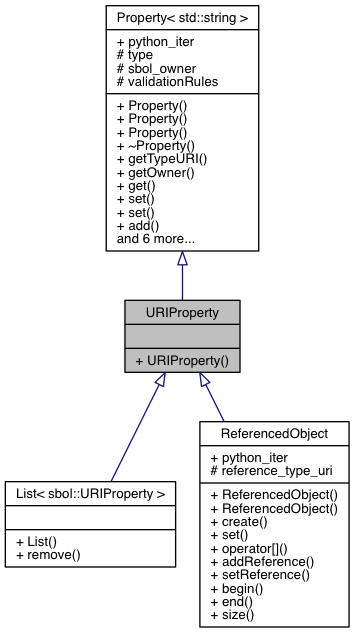 Property< std::string >
+ python_iter
# type
# sbol_owner
# validationRules
+ Property()
+ Property()
+ Property()
+ ~Property()
+ getTypeURI()
+ getOwner()
+ get()
+ set()
+ set()
+ add()
and 6 more...
URIProperty
+ URIProperty()
List< sbol::URIProperty >
+ List()
+ remove()
ReferencedObject
+ python_iter
# reference_type_uri
+ ReferencedObject()
+ ReferencedObject()
+ create()
+ set()
+ operator[]()
+ addReference()
+ setReference()
+ begin()
+ end()
+ size()